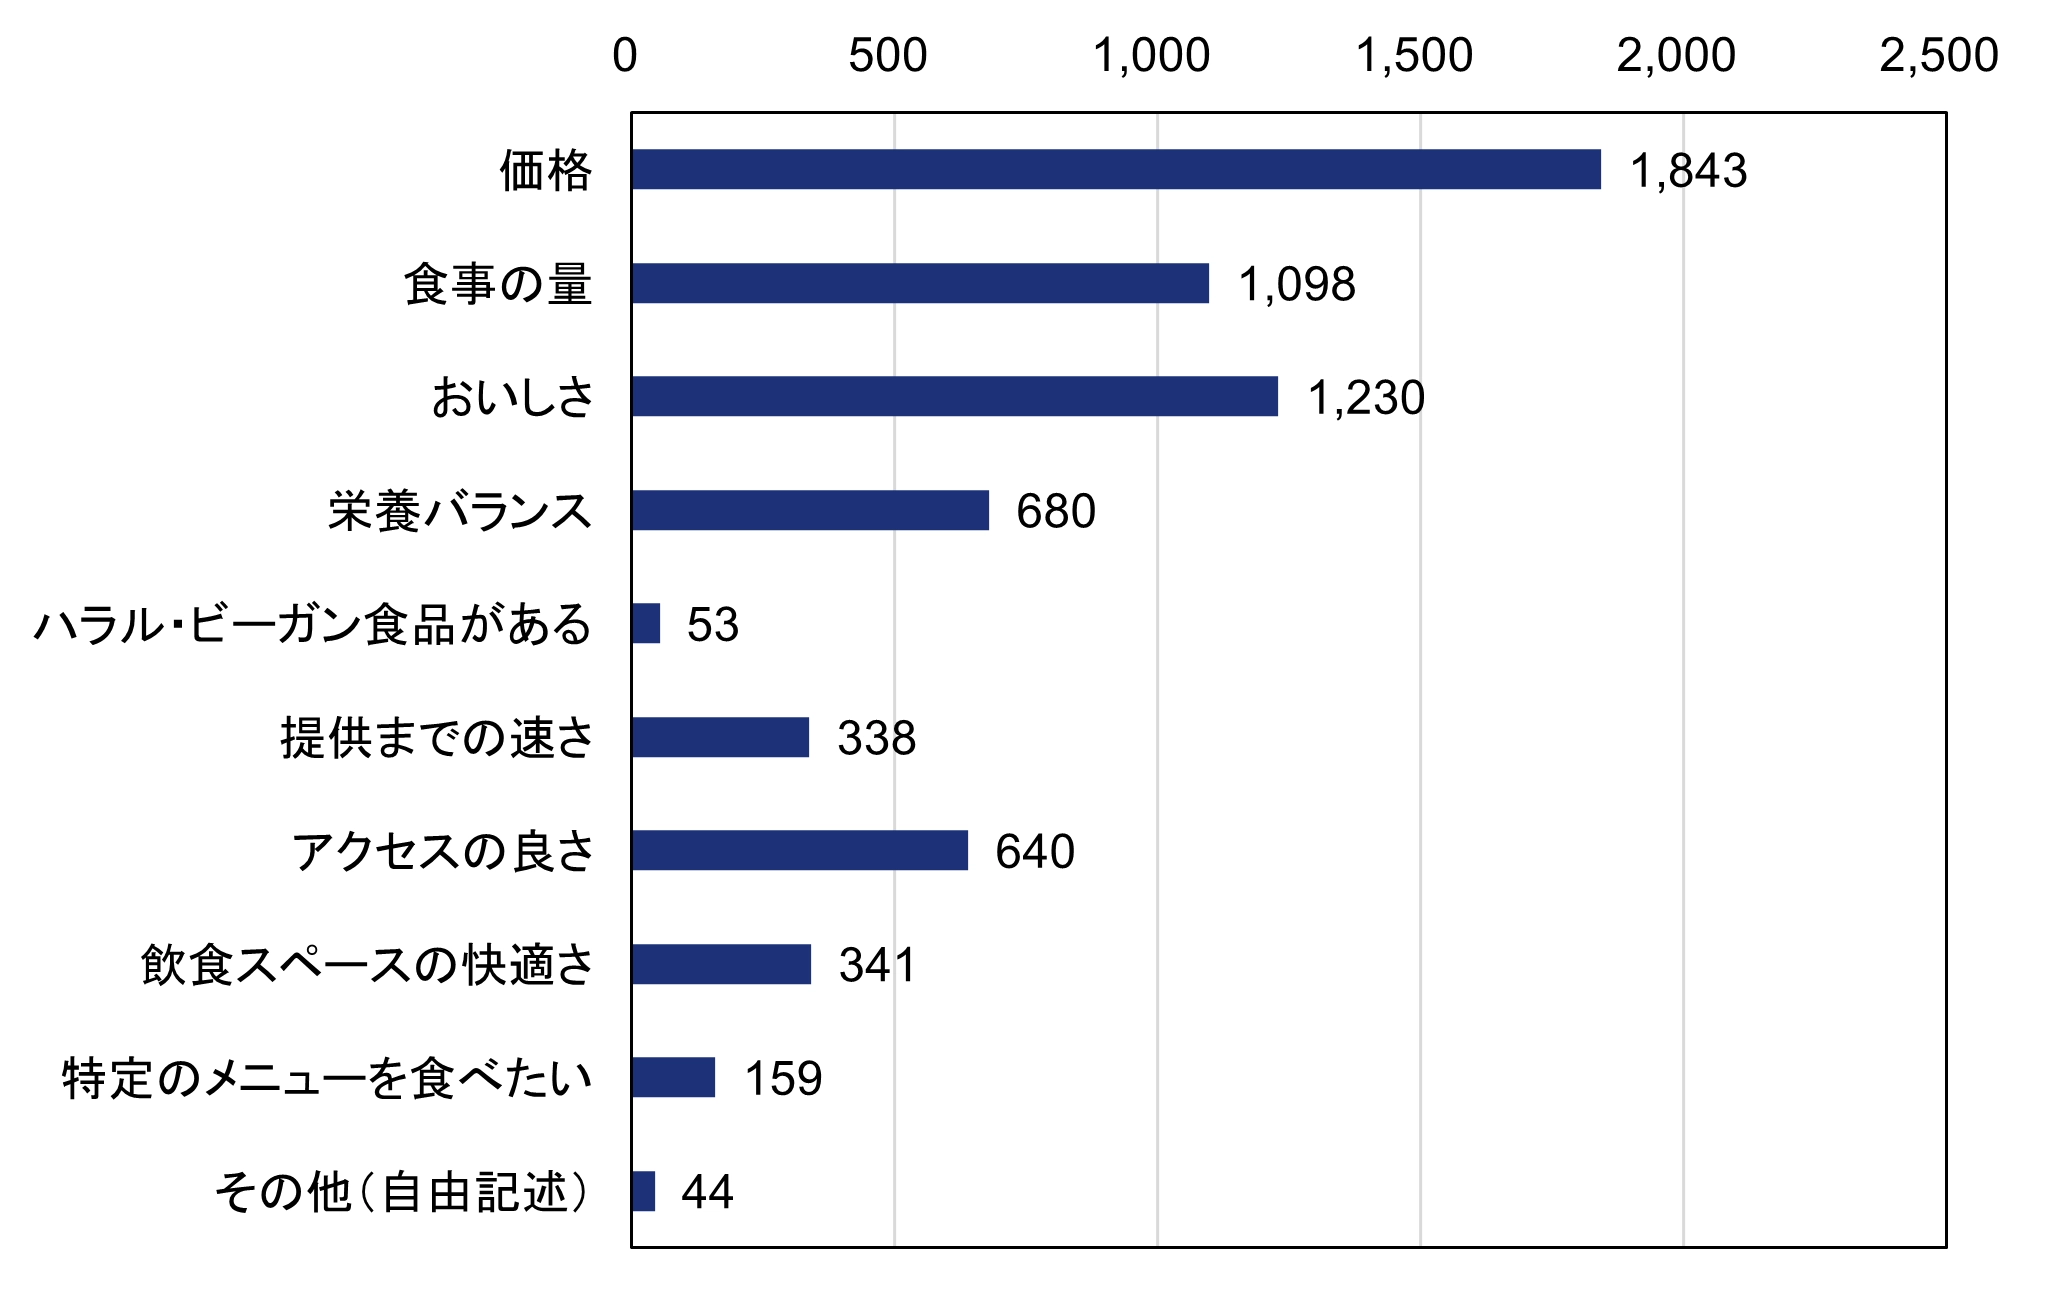 0 500 1,000 1,500 2,000 2,500
価格 1,843
食事の量 1,098
おいしさ 1,230
栄養バランス 680
ハラル・ビーガン食品がある 53
提供までの速さ 338
アクセスの良さ 640
飲食スペースの快適さ 341
特定のメニューを食べたい 159
その他（自由記述） 44